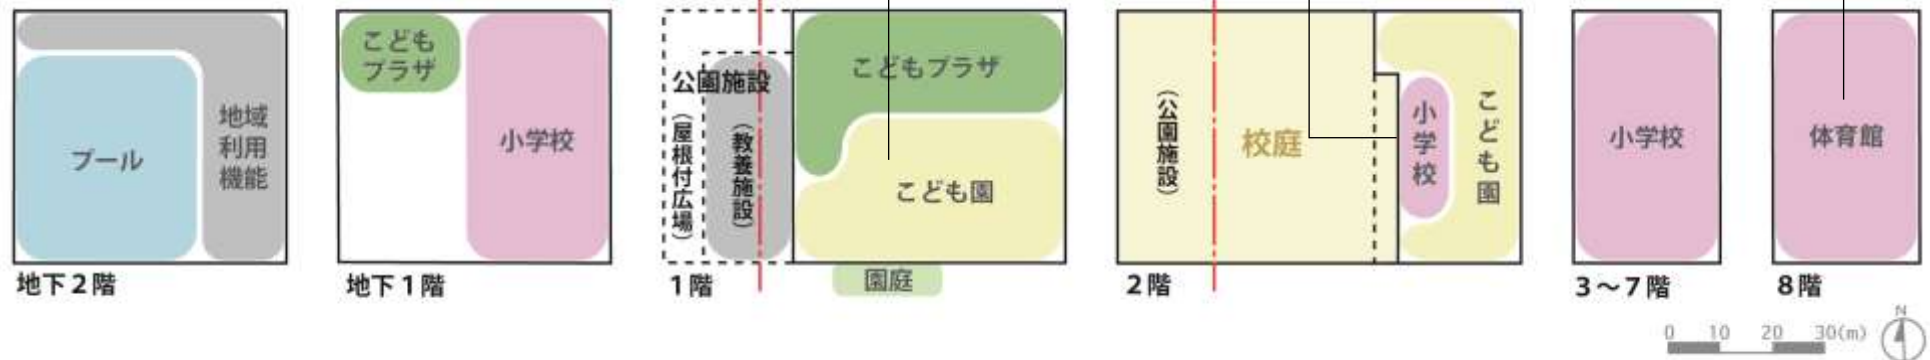 プール
地域
利用
機能
地下2階
こども
プラザ
小学校
地下1階
公園施設
（屋根付広場）
（教養施設）
こどもプラザ
こども園
園庭
1階
（公園施設）
校庭
小学校
こども園
2階
小学校
3～7階
体育館
8階
0 10 20 30(m)
N